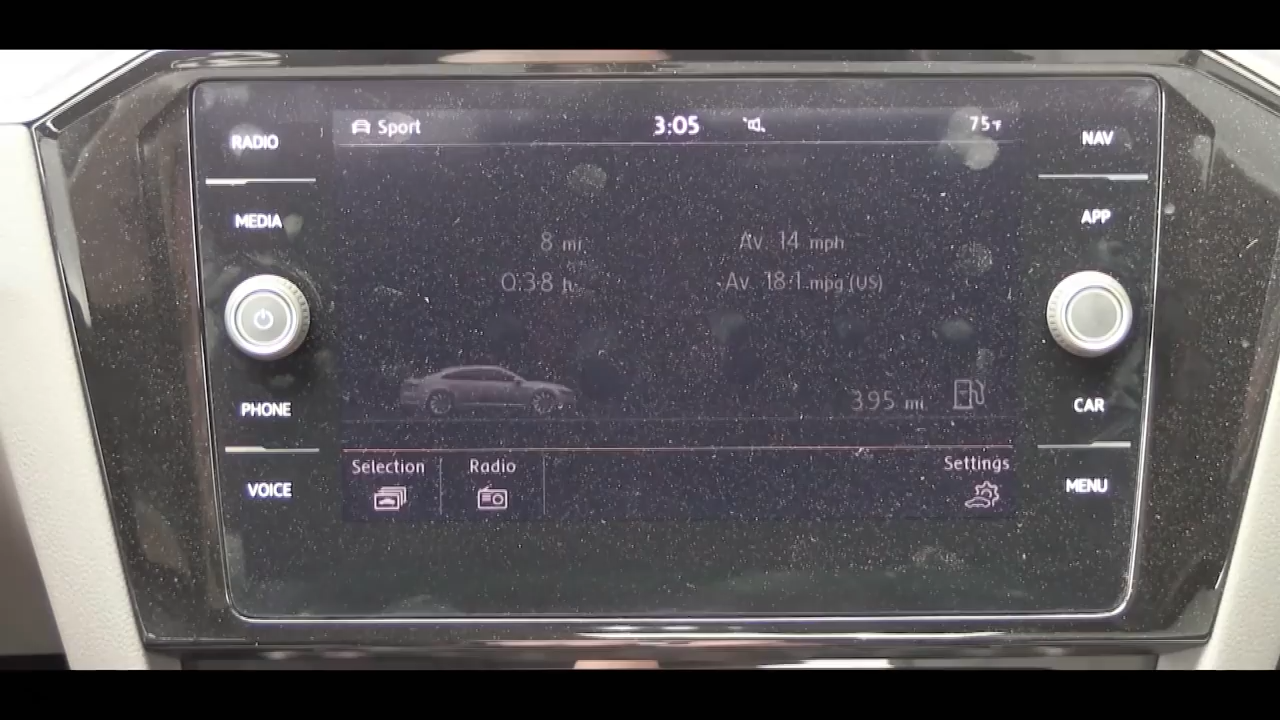 Sport 3:05 75°F
RADIO
NAV
MEDIA
APP
8 mi
Av. 14 mph
0:38 h
Av. 18.1 mpg (US)
395 mi
PHONE
CAR
Selection Radio Settings
VOICE
MENU